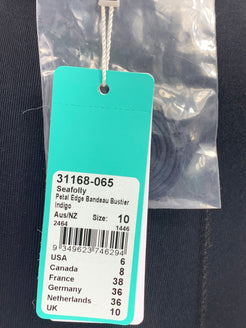 31168-065
Seafolly
Petal Edge Bandeau Bustier
Indigo
Aus/NZ Size: 10
2464 1446
9 349623 746294
USA 6
Canada 8
France 38
Germany 36
Netherlands 36
UK 10